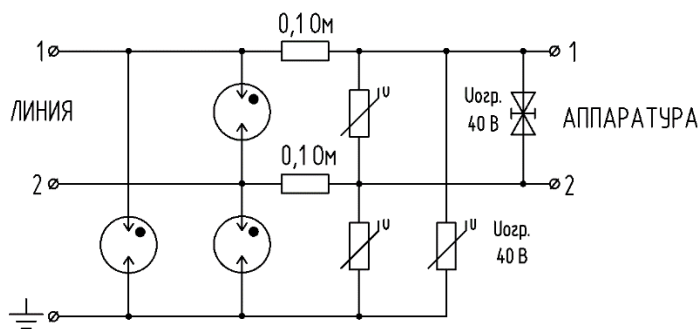 1
0,1 Ом
1
ЛИНИЯ
U
Uогр.
40 В
АППАРАТУРА
2
0,1 Ом
2
U
U
Uогр.
40 В